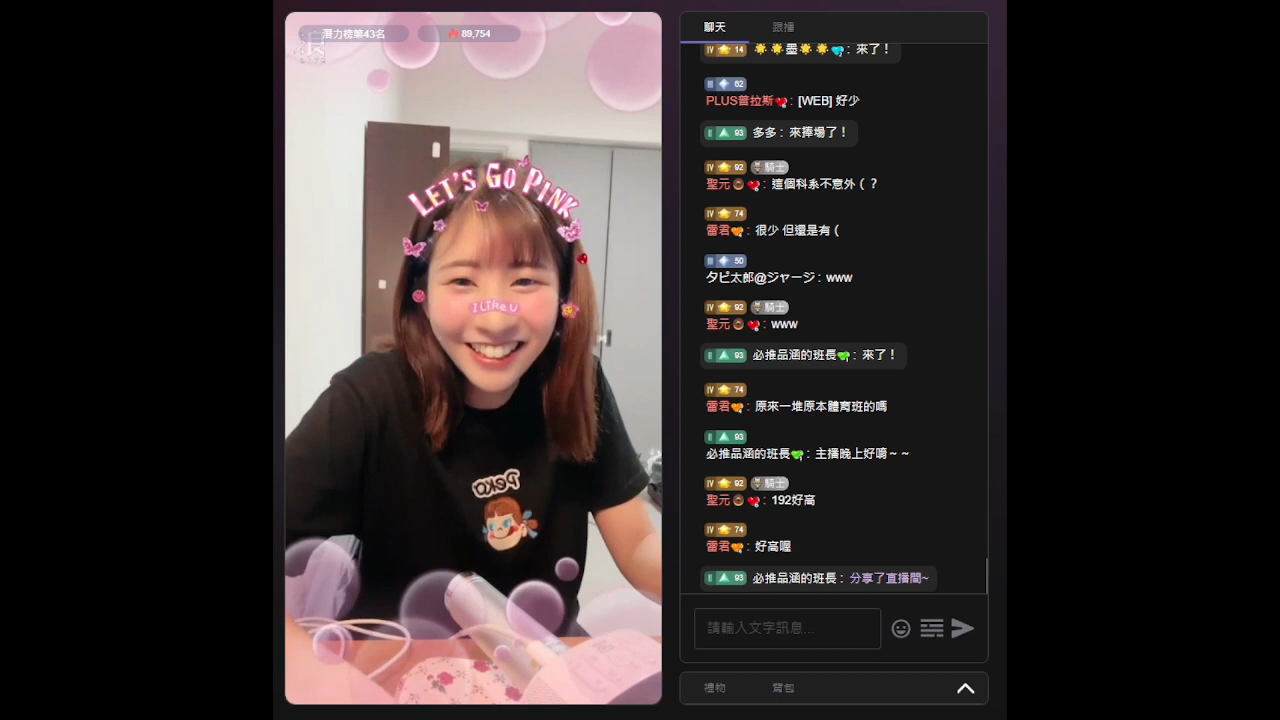 潛力榜第43名
89,754
浪
LET'S GO PINK
I LIKE U
Peko
聊天
跟播
IV 14 墨 : 來了！
III 62
PLUS普拉斯 : [WEB] 好少
II 93 多多 : 來捧場了！
IV 92 騎士
聖元 : 這個科系不意外（？
IV 74
雷君 : 很少 但還是有（
III 50
タピ太郎@ジャージ : www
IV 92 騎士
聖元 : www
II 93 必推品涵的班長 : 來了！
IV 74
雷君 : 原來一堆原本體育班的嗎
II 93
必推品涵的班長 : 主播晚上好唷～～
IV 92 騎士
聖元 : 192好高
IV 74
雷君 : 好高喔
II 93 必推品涵的班長 : 分享了直播間~
請輸入文字訊息...
禮物
背包